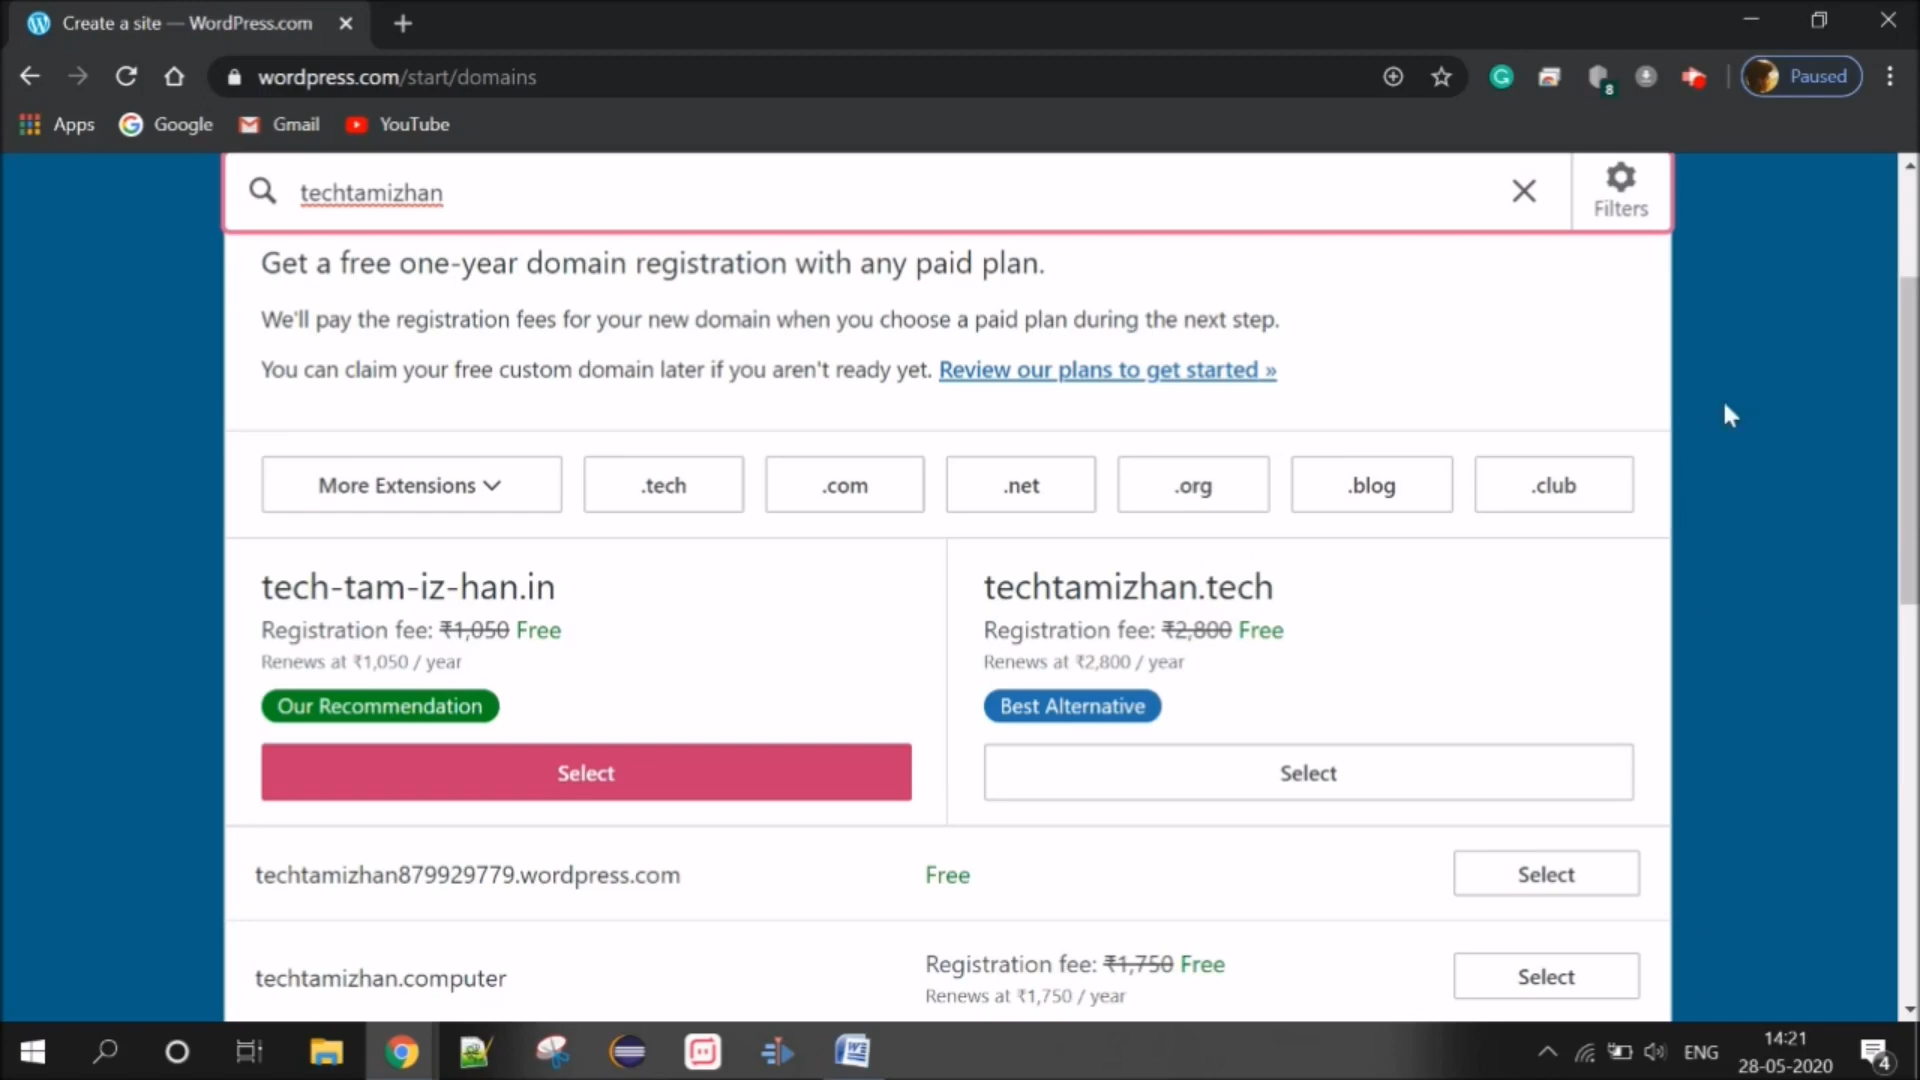 Create a site — WordPress.com
wordpress.com/start/domains
8
Paused
Apps
Google
Gmail
YouTube
techtamizhan
Filters
Get a free one-year domain registration with any paid plan.
We'll pay the registration fees for your new domain when you choose a paid plan during the next step.
You can claim your free custom domain later if you aren't ready yet. Review our plans to get started »
More Extensions
.tech
.com
.net
.org
.blog
.club
tech-tam-iz-han.in
Registration fee: ₹1,050 Free
Renews at ₹1,050 / year
Our Recommendation
Select
techtamizhan.tech
Registration fee: ₹2,800 Free
Renews at ₹2,800 / year
Best Alternative
Select
techtamizhan879929779.wordpress.com
Free
Select
techtamizhan.computer
Registration fee: ₹1,750 Free
Renews at ₹1,750 / year
Select
ENG
14:21
28-05-2020
4